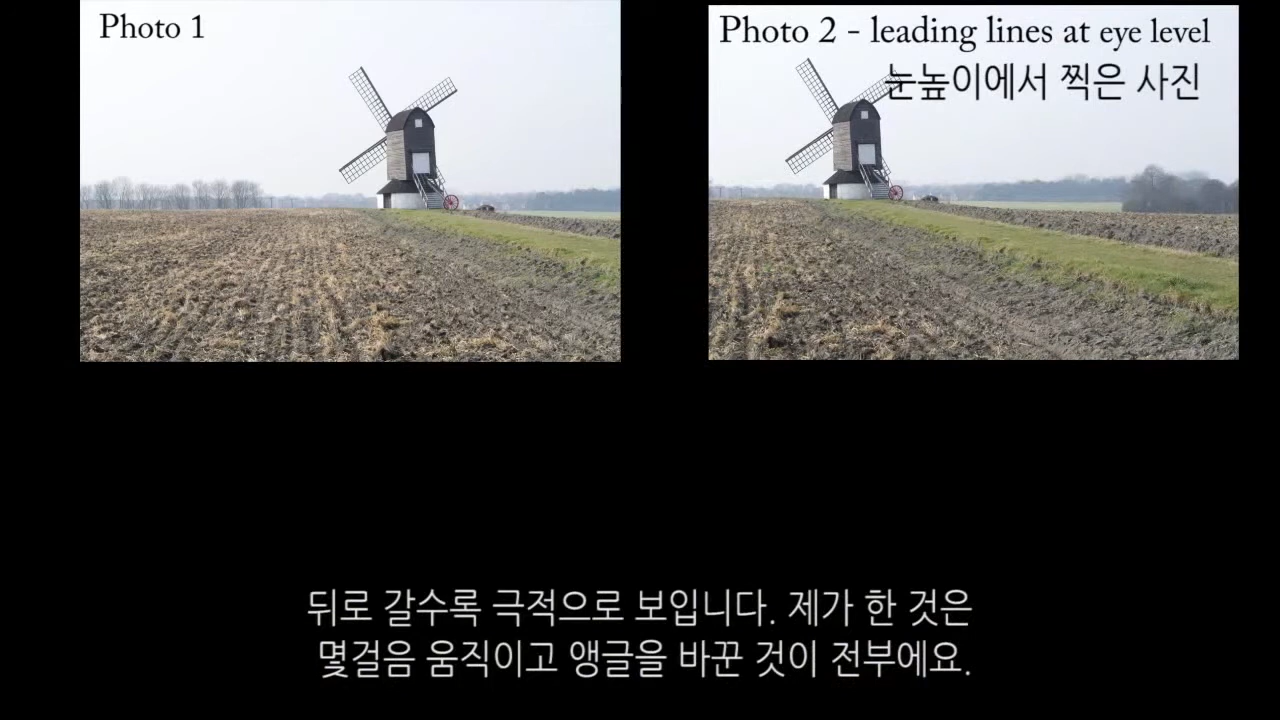 Photo 1
Photo 2 - leading lines at eye level
눈높이에서 찍은 사진
뒤로 갈수록 극적으로 보입니다. 제가 한 것은
몇걸음 움직이고 앵글을 바꾼 것이 전부에요.